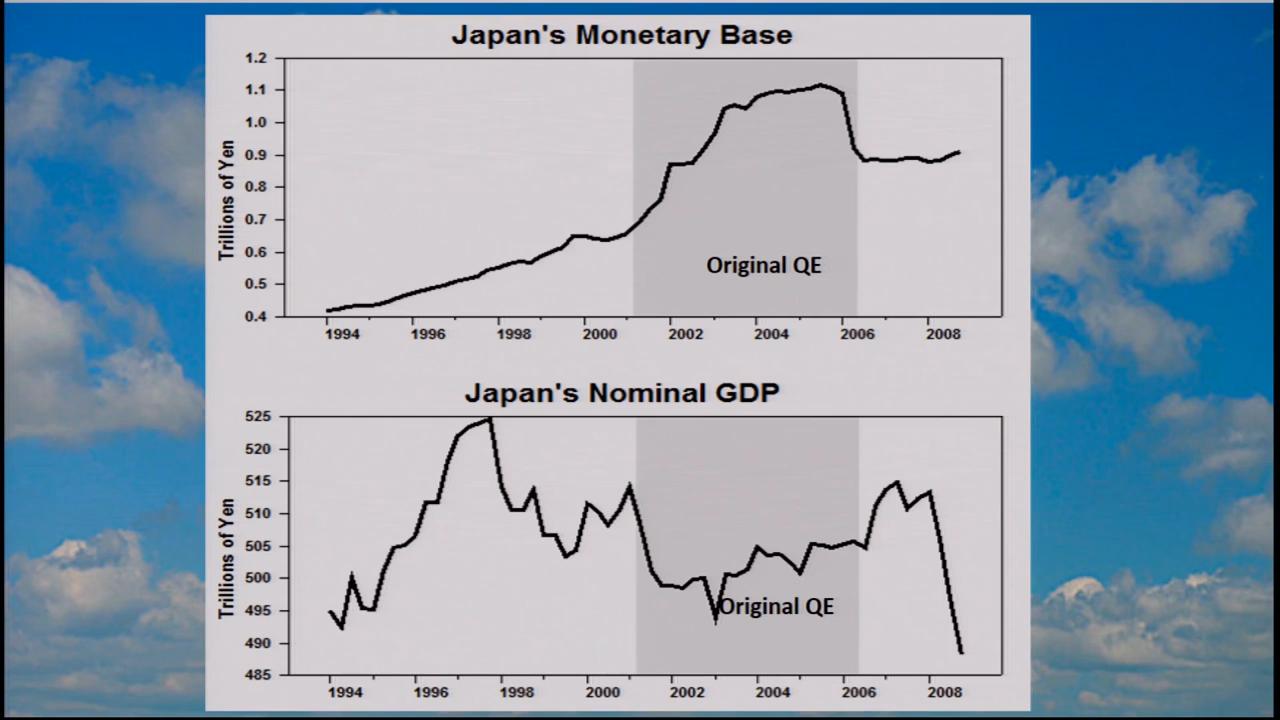 Japan's Monetary Base
Trillions of Yen
1.2
1.1
1.0
0.9
0.8
0.7
0.6
0.5
0.4
Original QE
1994 1996 1998 2000 2002 2004 2006 2008
Japan's Nominal GDP
Trillions of Yen
525
520
515
510
505
500
495
490
485
Original QE
1994 1996 1998 2000 2002 2004 2006 2008